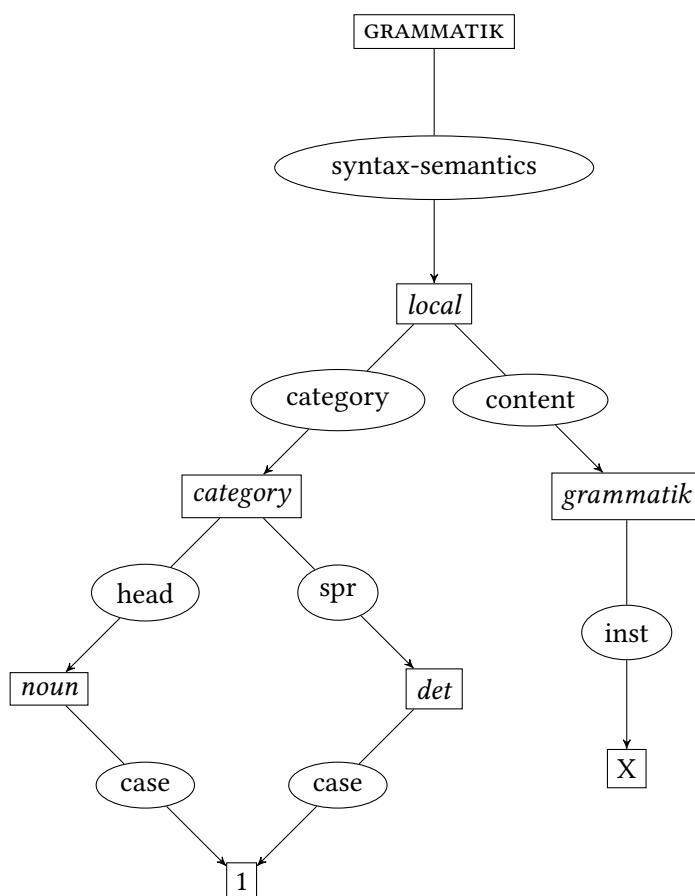 GRAMMATIK
syntax-semantics
local
category content
category grammatik
head spr
inst
noun det
X
case case
1